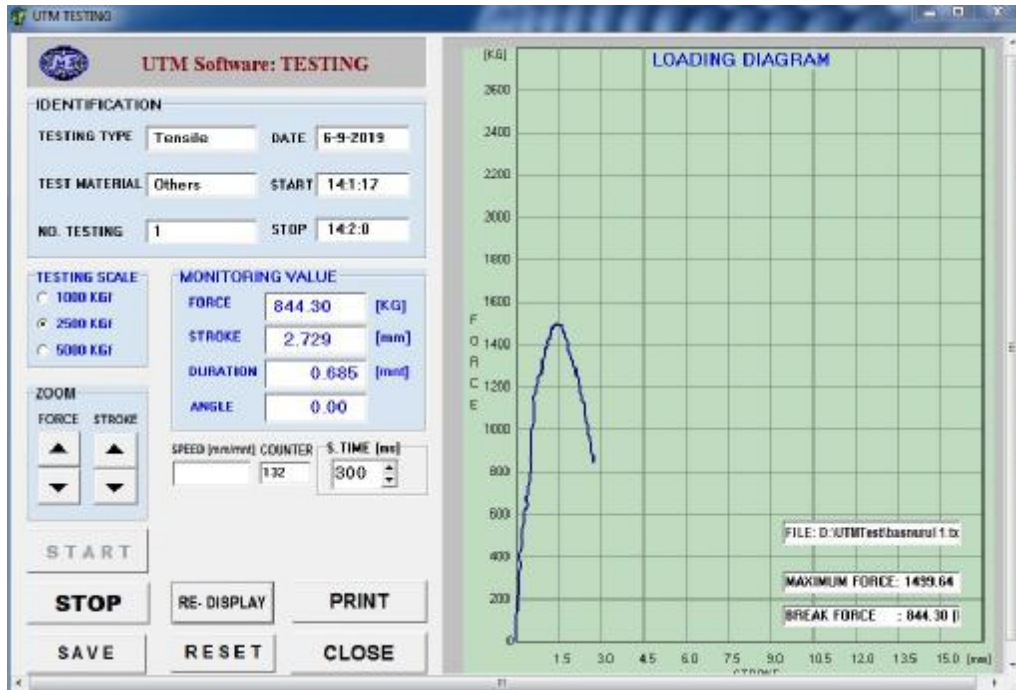 UTM TESTING
UTM Software: TESTING
IDENTIFICATION
TESTING TYPE Tensile DATE 6-9-2019
TEST MATERIAL Others START 14:1:17
NO. TESTING 1 STOP 14:2:0
TESTING SCALE
1000 KGf
2500 KGf
5000 KGf
MONITORING VALUE
FORCE 844.30 [KG]
STROKE 2.729 [mm]
DURATION 0.685 [mnt]
ANGLE 0.00
ZOOM
FORCE STROKE
SPEED [mm/mnt] COUNTER S.TIME [ms]
132 300
START
STOP RE-DISPLAY PRINT
SAVE RESET CLOSE
LOADING DIAGRAM
[KG]
2600
2400
2200
2000
1800
1600
1400
1200
1000
800
600
400
200
0
FORCE
1.5 3.0 4.5 6.0 7.5 9.0 10.5 12.0 13.5 15.0 [mm]
STROKE
FILE: D:\UTMTest\basnurul 1.tx
MAXIMUM FORCE: 1499.64
BREAK FORCE : 844.30 [